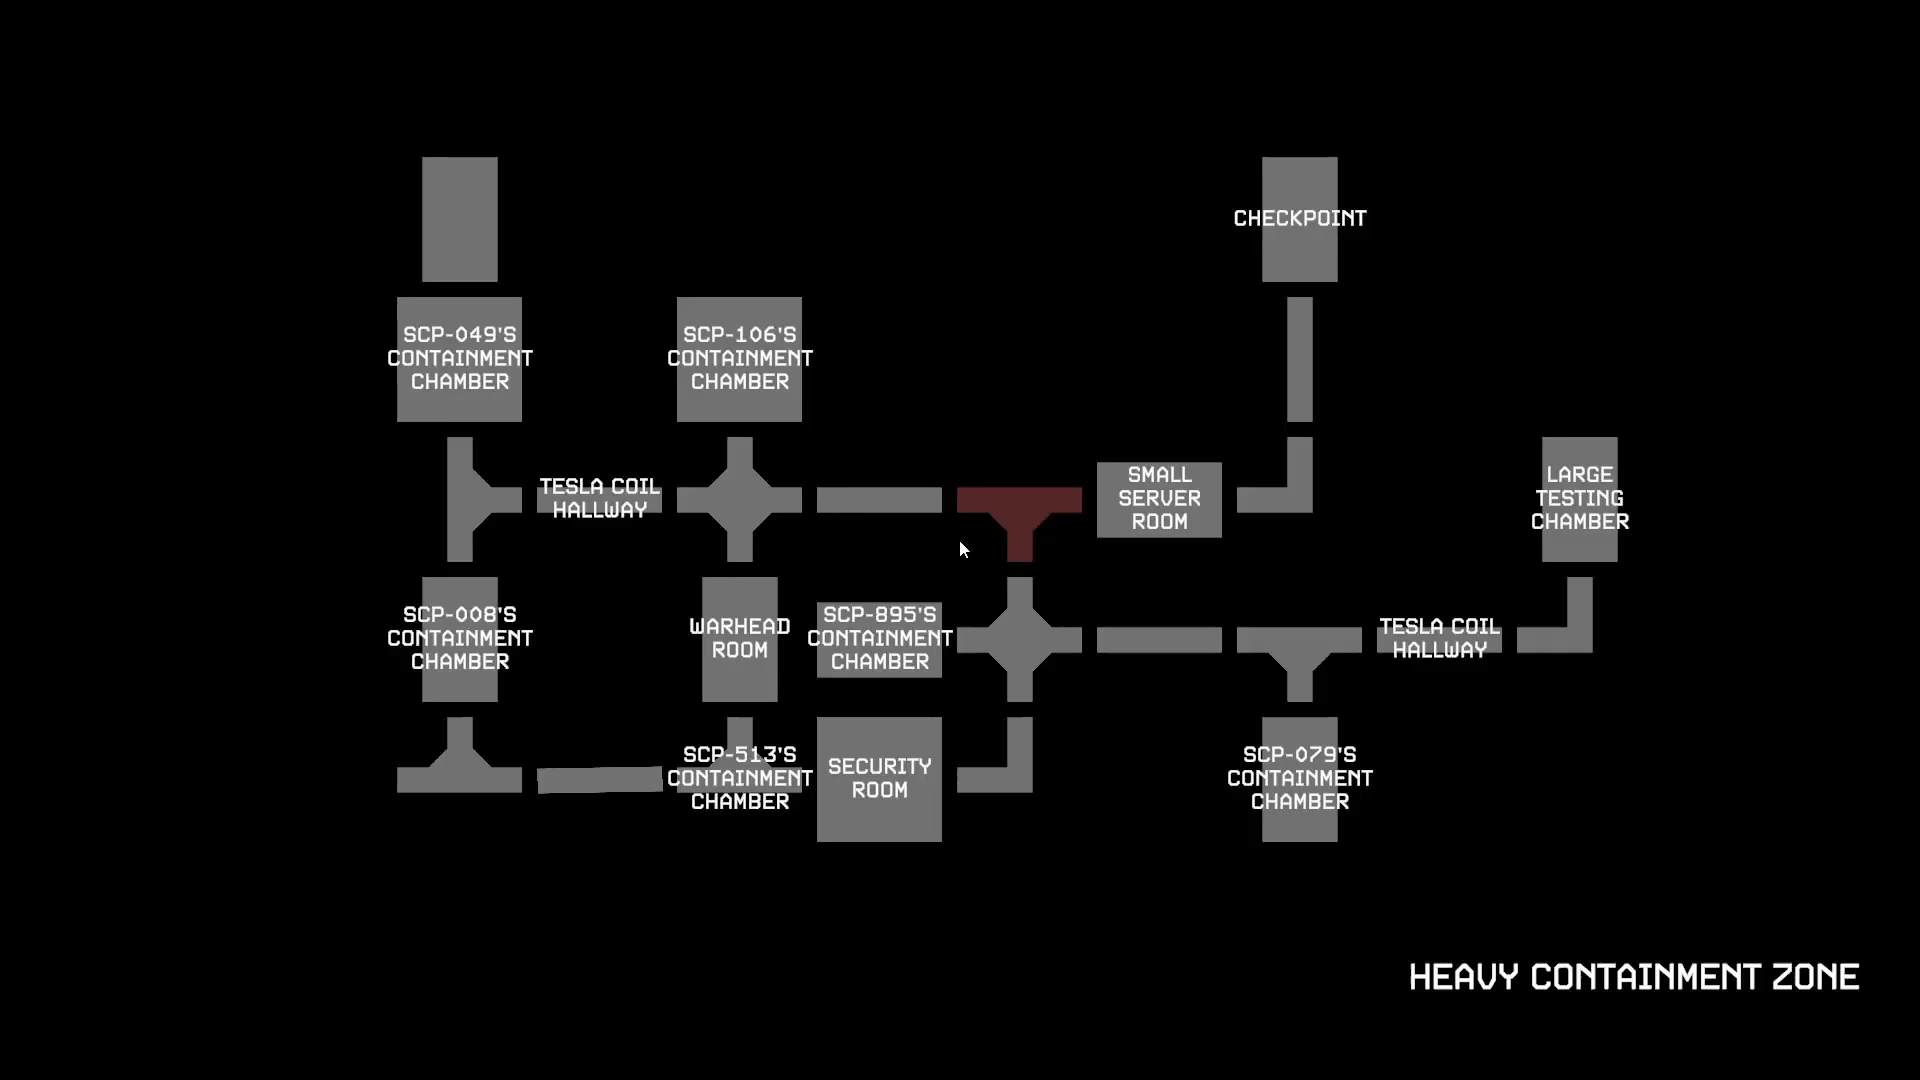 CHECKPOINT
SCP-049'S
CONTAINMENT
CHAMBER
SCP-106'S
CONTAINMENT
CHAMBER
TESLA COIL
HALLWAY
SMALL
SERVER
ROOM
LARGE
TESTING
CHAMBER
SCP-008'S
CONTAINMENT
CHAMBER
WARHEAD
ROOM
SCP-895'S
CONTAINMENT
CHAMBER
TESLA COIL
HALLWAY
SCP-513'S
CONTAINMENT
CHAMBER
SECURITY
ROOM
SCP-079'S
CONTAINMENT
CHAMBER
HEAVY CONTAINMENT ZONE